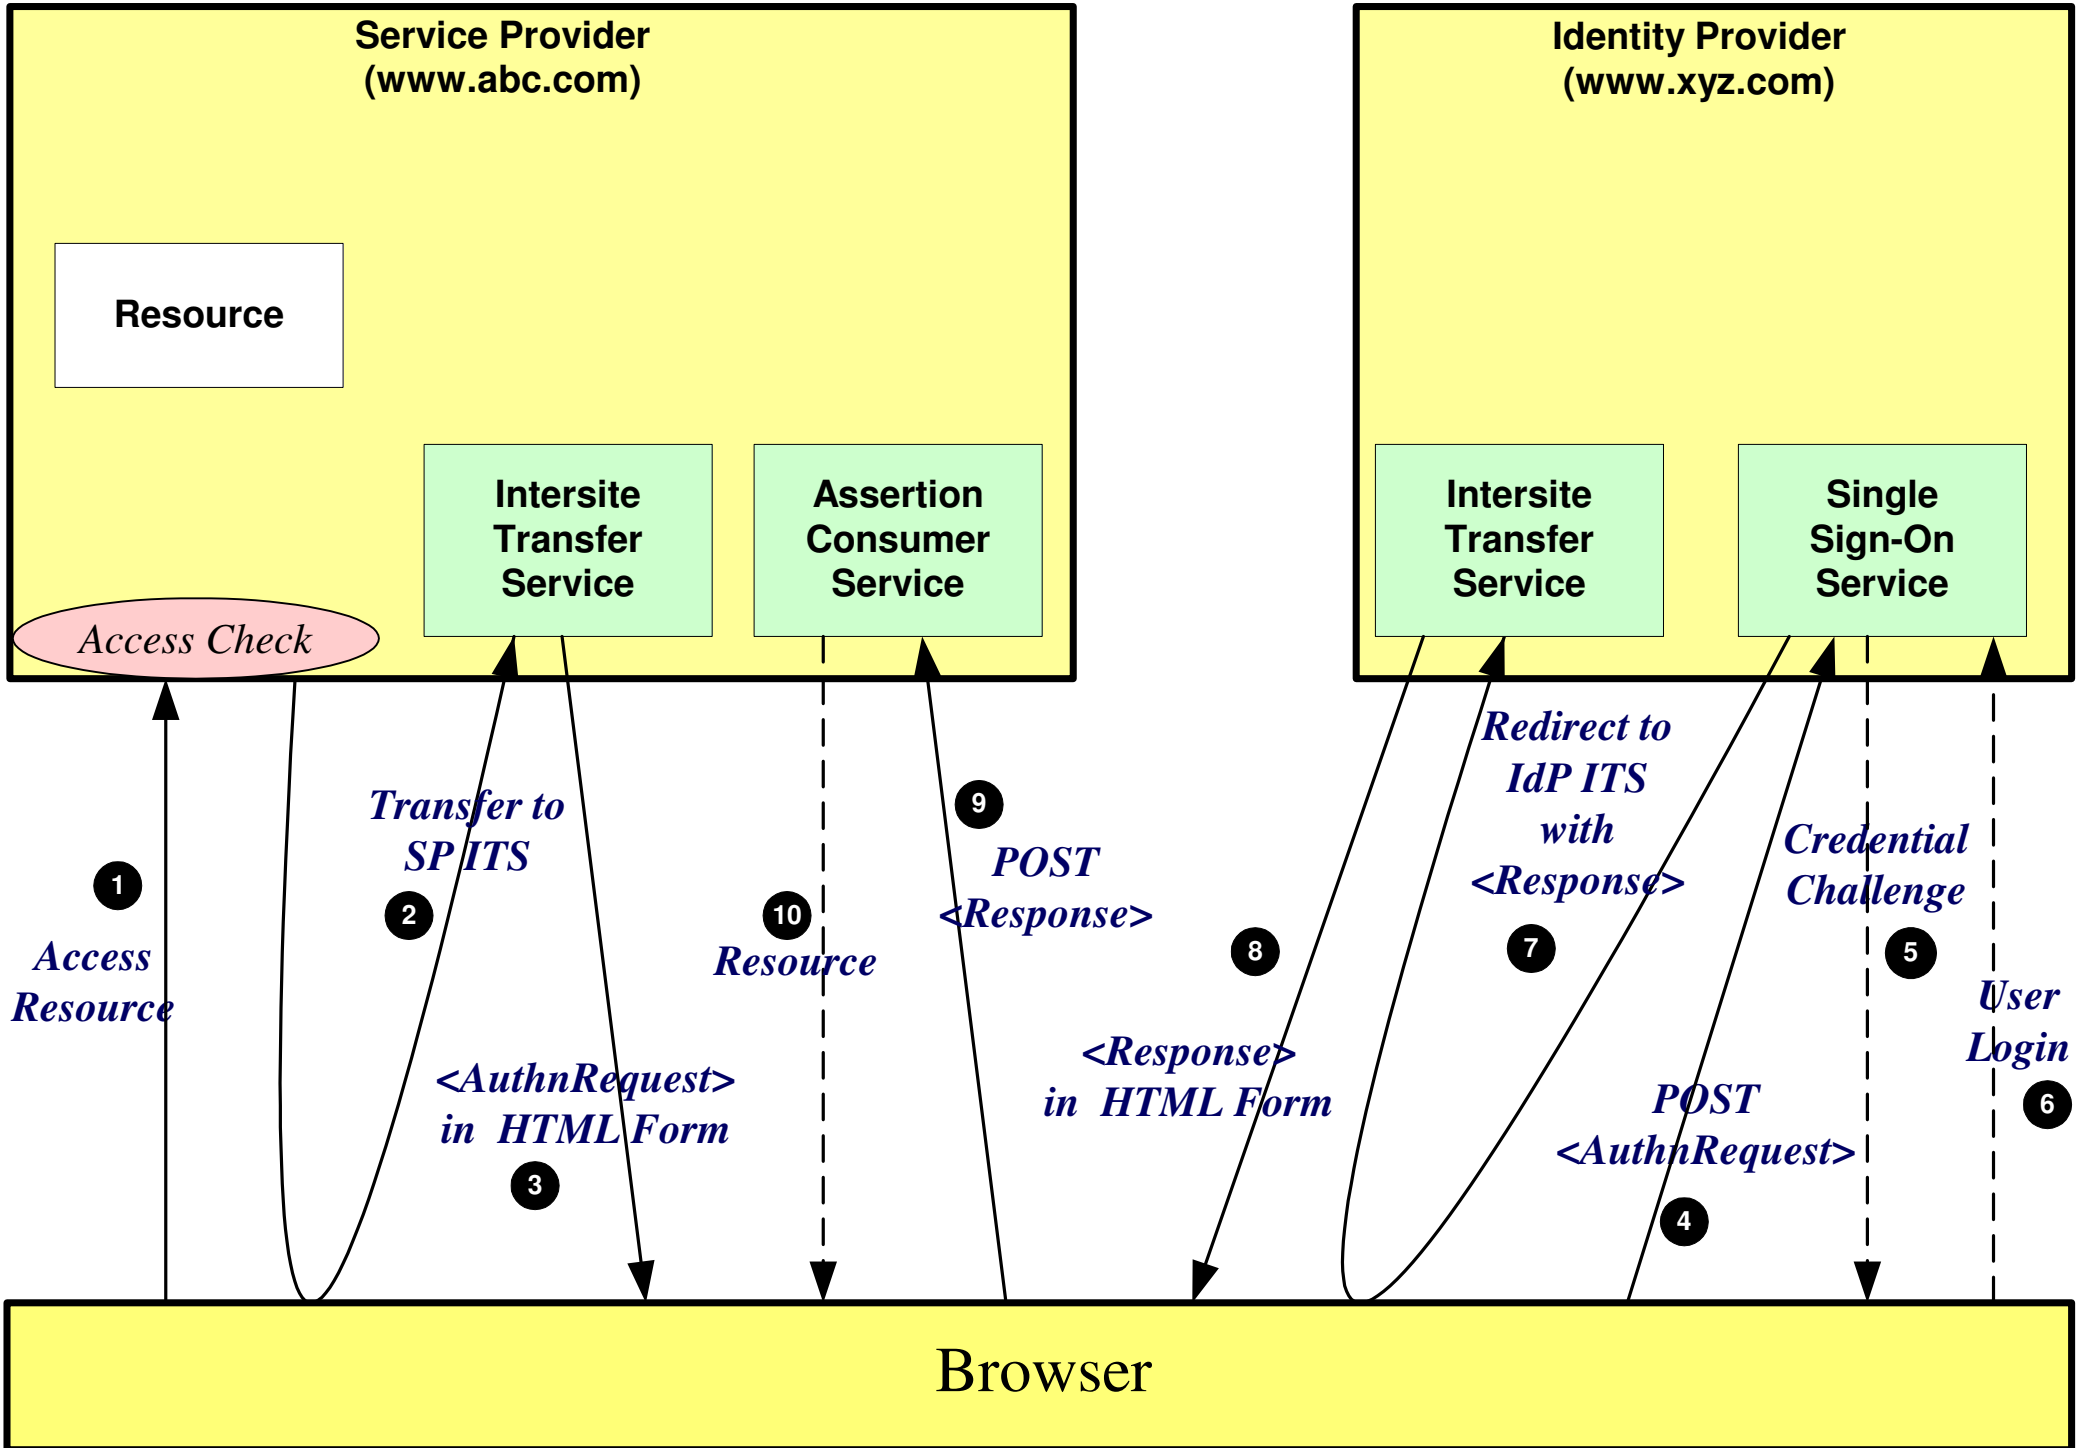 Service Provider
(www.abc.com)
Identity Provider
(www.xyz.com)
Resource
Intersite
Transfer
Service
Assertion
Consumer
Service
Intersite
Transfer
Service
Single
Sign-On
Service
Access Check
1
Access
Resource
Transfer to
SP ITS
2
<AuthnRequest>
in HTML Form
3
10
Resource
9
POST
<Response>
8
<Response>
in HTML Form
Redirect to
IdP ITS
with
<Response>
7
POST
<AuthnRequest>
4
Credential
Challenge
5
User
Login
6
Browser